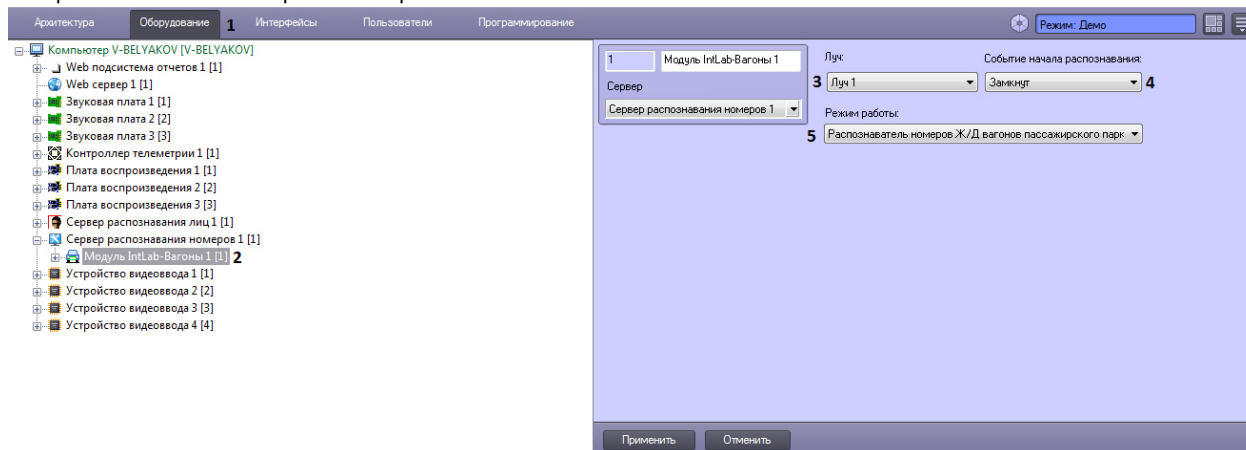 Архитектура Оборудование 1 Интерфейсы Пользователи Программирование Режим: Демо
Компьютер V-BELYAKOV [V-BELYAKOV]
Web подсистема отчетов 1 [1]
Web сервер 1 [1]
Звуковая плата 1 [1]
Звуковая плата 2 [2]
Звуковая плата 3 [3]
Контроллер телеметрии 1 [1]
Плата воспроизведения 1 [1]
Плата воспроизведения 2 [2]
Плата воспроизведения 3 [3]
Сервер распознавания лиц 1 [1]
Сервер распознавания номеров 1 [1]
Модуль IntLab-Вагоны 1 [1] 2
Устройство видеоввода 1 [1]
Устройство видеоввода 2 [2]
Устройство видеоввода 3 [3]
Устройство видеоввода 4 [4]
1 Модуль IntLab-Вагоны 1
Сервер
Сервер распознавания номеров 1
Луч: Событие начала распознавания:
3 Луч 1 Замкнут 4
Режим работы:
5 Распознаватель номеров Ж/Д вагонов пассажирского парк
Применить Отменить